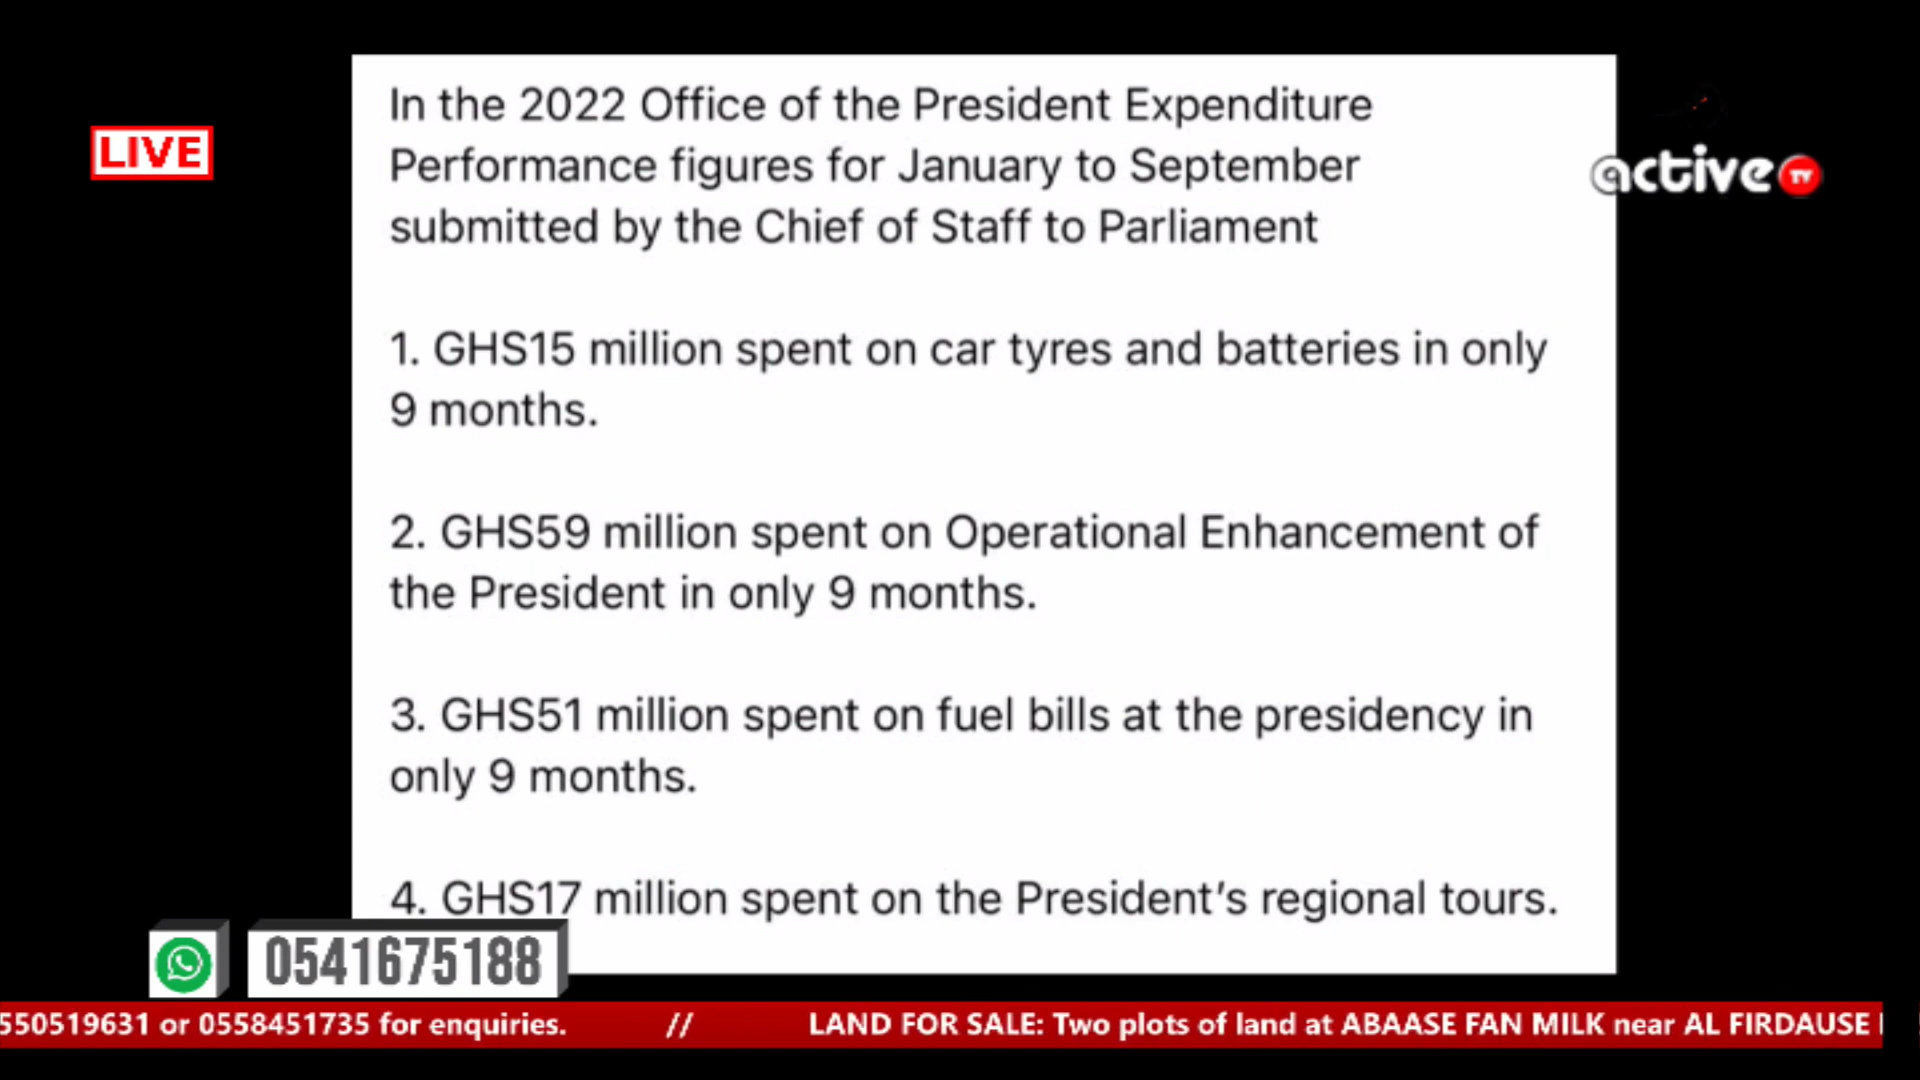 In the 2022 Office of the President Expenditure
Performance figures for January to September
submitted by the Chief of Staff to Parliament
1. GHS15 million spent on car tyres and batteries in only
9 months.
2. GHS59 million spent on Operational Enhancement of
the President in only 9 months.
3. GHS51 million spent on fuel bills at the presidency in
only 9 months.
4. GHS17 million spent on the President's regional tours.
LIVE
active TV
0541675188
550519631 or 0558451735 for enquiries. // LAND FOR SALE: Two plots of land at ABAASE FAN MILK near AL FIRDAUSE